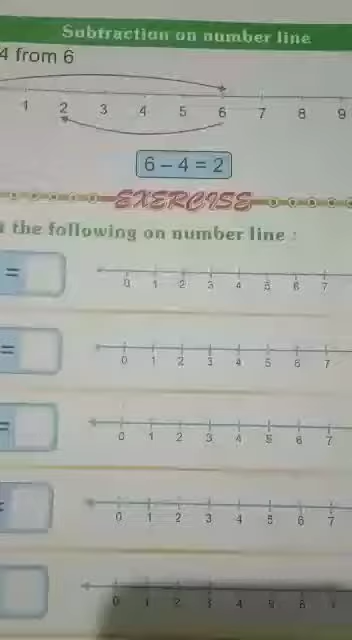 Subtraction on number line
4 from 6
1 2 3 4 5 6 7 8 9
6 – 4 = 2
EXERCISE
the following on number line :
= 0 1 2 3 4 5 6 7
= 0 1 2 3 4 5 6 7
= 0 1 2 3 4 5 6 7
0 1 2 3 4 5 6 7
0 1 2 3 4 5 6